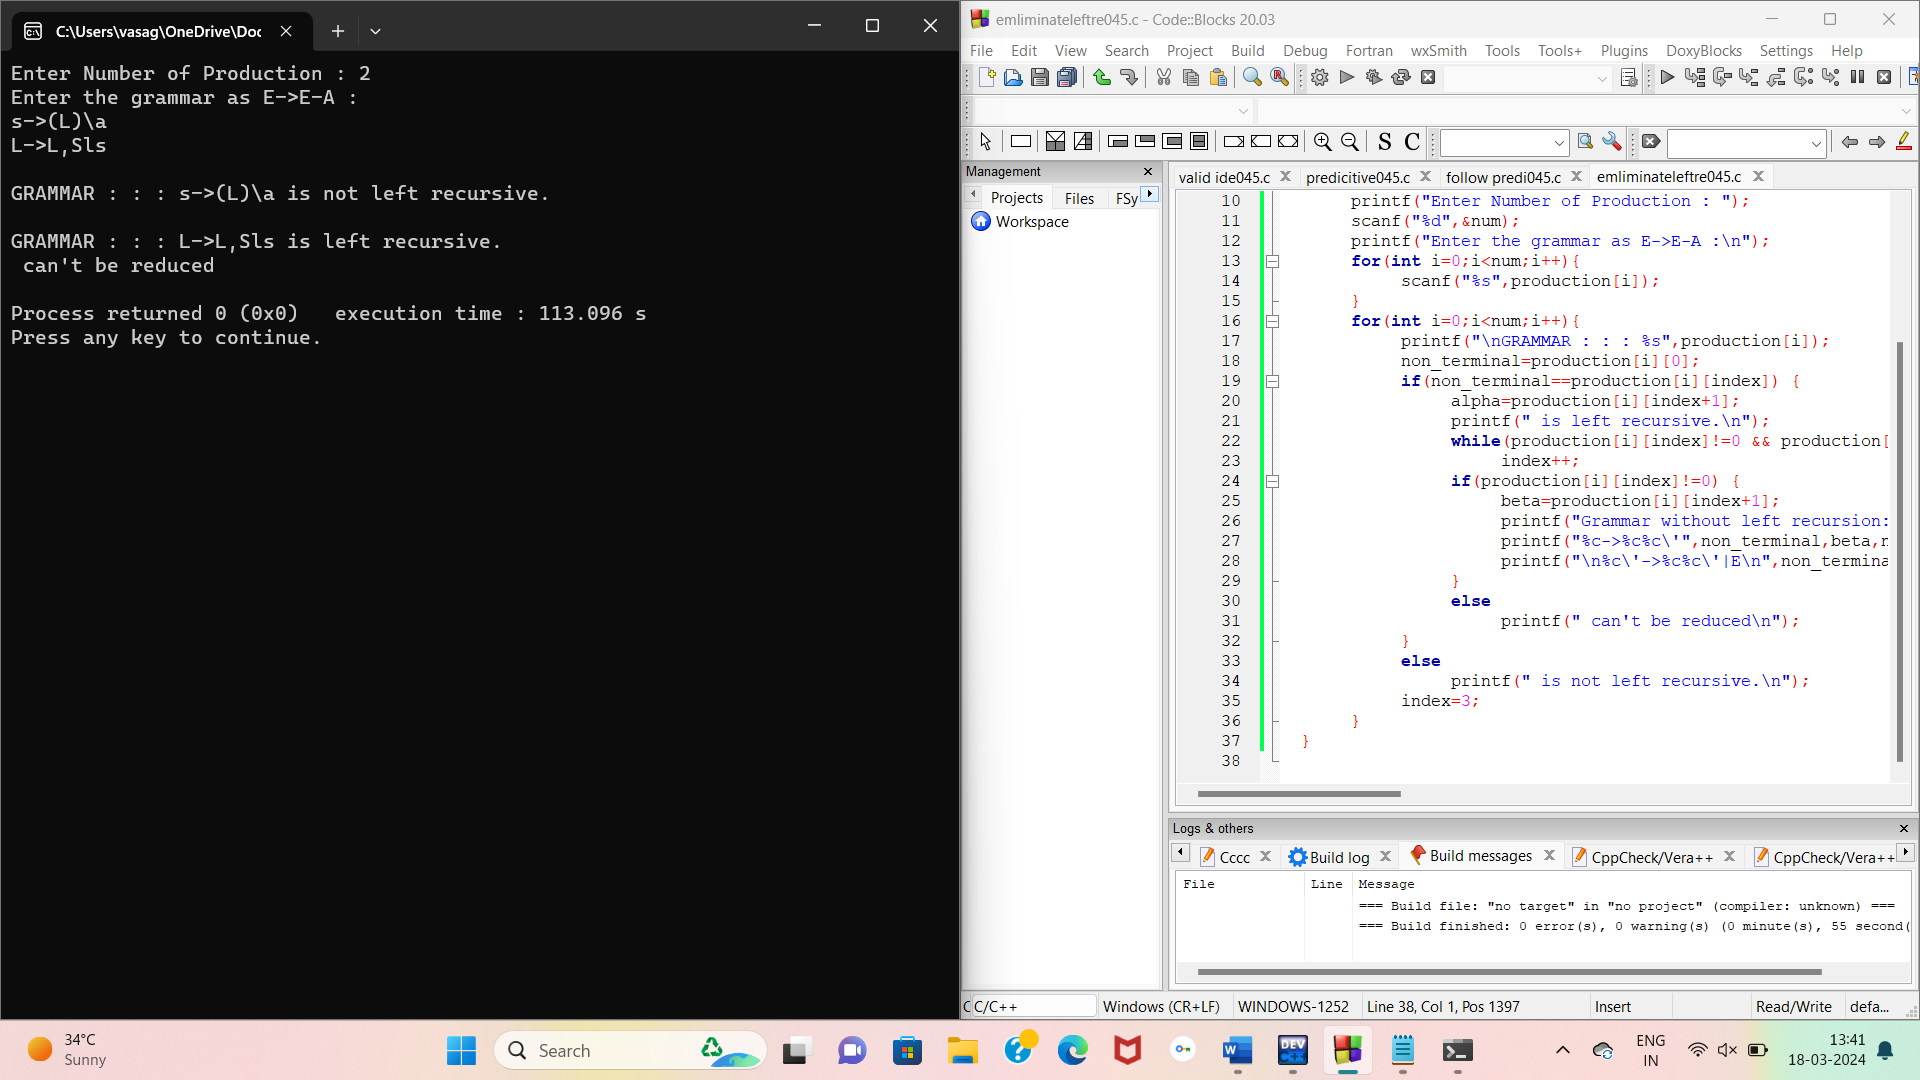 C:\Users\vasag\OneDrive\Doc
Enter Number of Production : 2
Enter the grammar as E->E-A :
s->(L)\a
L->L,Sls
GRAMMAR : : : s->(L)\a is not left recursive.
GRAMMAR : : : L->L,Sls is left recursive.
can't be reduced
Process returned 0 (0x0)   execution time : 113.096 s
Press any key to continue.
emliminateleftre045.c - Code::Blocks 20.03
File Edit View Search Project Build Debug Fortran wxSmith Tools Tools+ Plugins DoxyBlocks Settings Help
S C
Management
Projects Files FSy
Workspace
valid ide045.c predicitive045.c follow predi045.c emliminateleftre045.c
10 printf("Enter Number of Production : ");
11 scanf("%d",&num);
12 printf("Enter the grammar as E->E-A :\n");
13 for(int i=0;i<num;i++){
14 scanf("%s",production[i]);
15 }
16 for(int i=0;i<num;i++){
17 printf("\nGRAMMAR : : : %s",production[i]);
18 non_terminal=production[i][0];
19 if(non_terminal==production[i][index]) {
20 alpha=production[i][index+1];
21 printf(" is left recursive.\n");
22 while(production[i][index]!=0 && production[
23 index++;
24 if(production[i][index]!=0) {
25 beta=production[i][index+1];
26 printf("Grammar without left recursion:
27 printf("%c->%c%c\'",non_terminal,beta,n
28 printf("\n%c\'->%c%c\'|E\n",non_termina
29 }
30 else
31 printf(" can't be reduced\n");
32 }
33 else
34 printf(" is not left recursive.\n");
35 index=3;
36 }
37 }
38
Logs & others
Cccc Build log Build messages CppCheck/Vera++ CppCheck/Vera++
File Line Message
=== Build file: "no target" in "no project" (compiler: unknown) ===
=== Build finished: 0 error(s), 0 warning(s) (0 minute(s), 55 second(
C/C++ Windows (CR+LF) WINDOWS-1252 Line 38, Col 1, Pos 1397 Insert Read/Write defa...
34°C
Sunny
Search
DEV
ENG
IN
13:41
18-03-2024